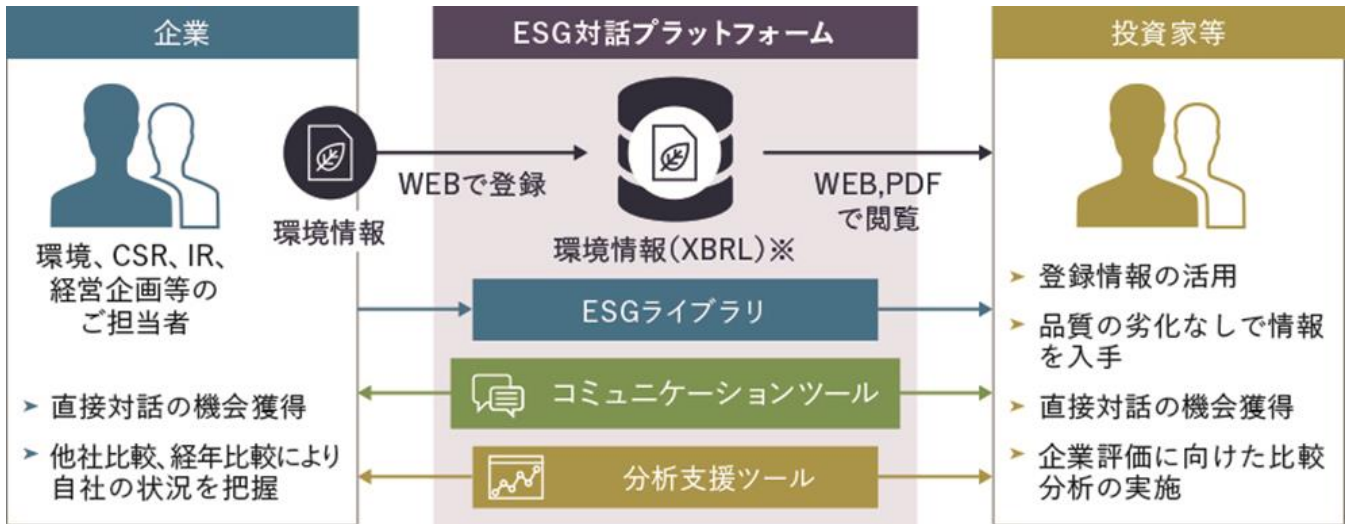 企業
環境情報
環境、CSR、IR、
経営企画等の
ご担当者
➤ 直接対話の機会獲得
➤ 他社比較、経年比較により
自社の状況を把握
ESG対話プラットフォーム
WEBで登録
環境情報(XBRL)※
WEB,PDF
で閲覧
ESGライブラリ
コミュニケーションツール
分析支援ツール
投資家等
➤ 登録情報の活用
➤ 品質の劣化なしで情報
を入手
➤ 直接対話の機会獲得
➤ 企業評価に向けた比較
分析の実施